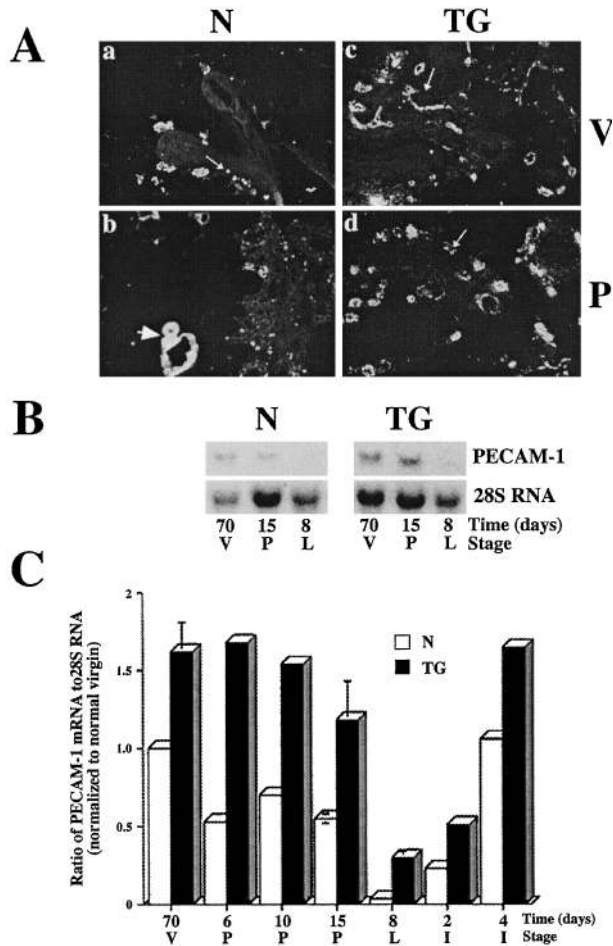 N TG
A
a c
V
b d
P
B
N TG
PECAM-1
28S RNA
70 15 8 70 15 8 Time (days)
V P L V P L Stage
C
Ratio of PECAM-1 mRNA to28S RNA
(normalized to normal virgin)
2
1.5
1.0
0.5
0
N
TG
70 6 10 15 8 2 4 Time (days)
V P P P L I I Stage